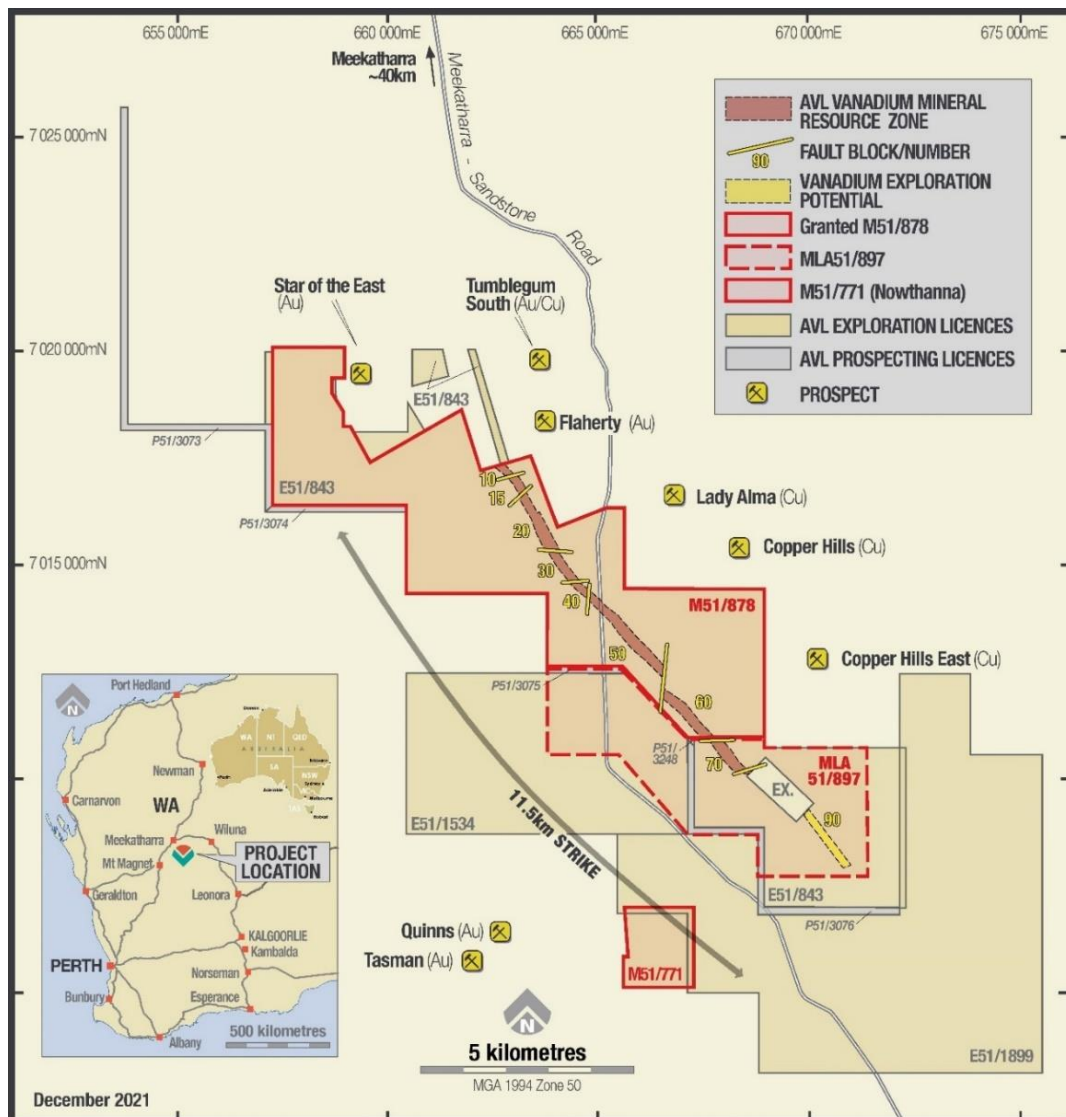 655 000mE
660 000mE
665 000mE
670 000mE
675 000mE
7 025 000mN
7 020 000mN
7 015 000mN
Meekatharra
~40km
Meekatharra - Sandstone Road
AVL VANADIUM MINERAL
RESOURCE ZONE
90
FAULT BLOCK/NUMBER
VANADIUM EXPLORATION
POTENTIAL
Granted M51/878
MLA51/897
M51/771 (Nowthanna)
AVL EXPLORATION LICENCES
AVL PROSPECTING LICENCES
PROSPECT
Star of the East
(Au)
Tumblegum
South (Au/Cu)
E51/843
Flaherty (Au)
P51/3073
E51/843
P51/3074
10
15
20
30
40
50
60
70
90
Lady Alma (Cu)
Copper Hills (Cu)
M51/878
Copper Hills East (Cu)
P51/3075
P51/
3248
MLA
51/897
EX.
E51/1534
11.5km STRIKE
E51/843
P51/3076
Quinns (Au)
Tasman (Au)
M51/771
E51/1899
N
5 kilometres
MGA 1994 Zone 50
N
Port Hedland
Newman
WA
Carnarvon
Meekatharra
Wiluna
Mt Magnet
PROJECT
LOCATION
Geraldton
Leonora
KALGOORLIE
Kambalda
PERTH
Norseman
Bunbury
Esperance
Albany
500 kilometres
WA
NT
QLD
AUSTRALIA
SA
NSW
December 2021